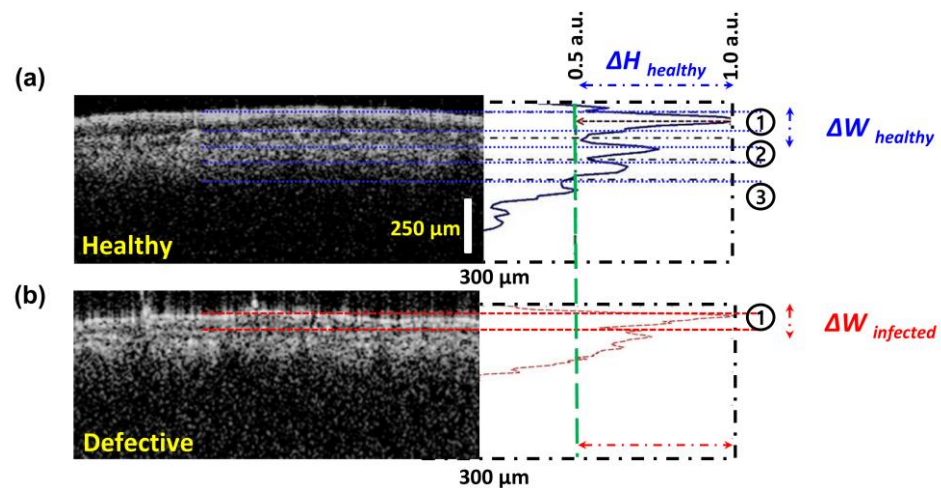 0.5 a.u.
1.0 a.u.
(a)
ΔH healthy
1
ΔW healthy
2
3
250 µm
Healthy
300 µm
(b)
1
ΔW infected
Defective
300 µm